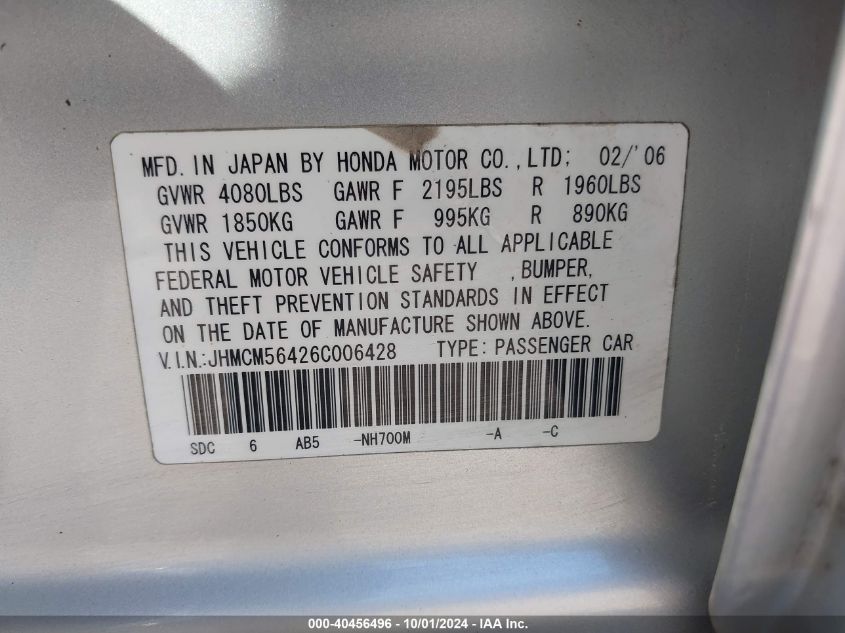 MFD. IN JAPAN BY HONDA MOTOR CO., LTD; 02/'06
GVWR 4080LBS GAWR F 2195LBS R 1960LBS
GVWR 1850KG GAWR F 995KG R 890KG
THIS VEHICLE CONFORMS TO ALL APPLICABLE
FEDERAL MOTOR VEHICLE SAFETY , BUMPER,
AND THEFT PREVENTION STANDARDS IN EFFECT
ON THE DATE OF MANUFACTURE SHOWN ABOVE.
V.I.N.:JHMCM56426C006428 TYPE: PASSENGER CAR
SDC 6 AB5 -NH700M -A -C
000-40456496 - 10/01/2024 - IAA Inc.